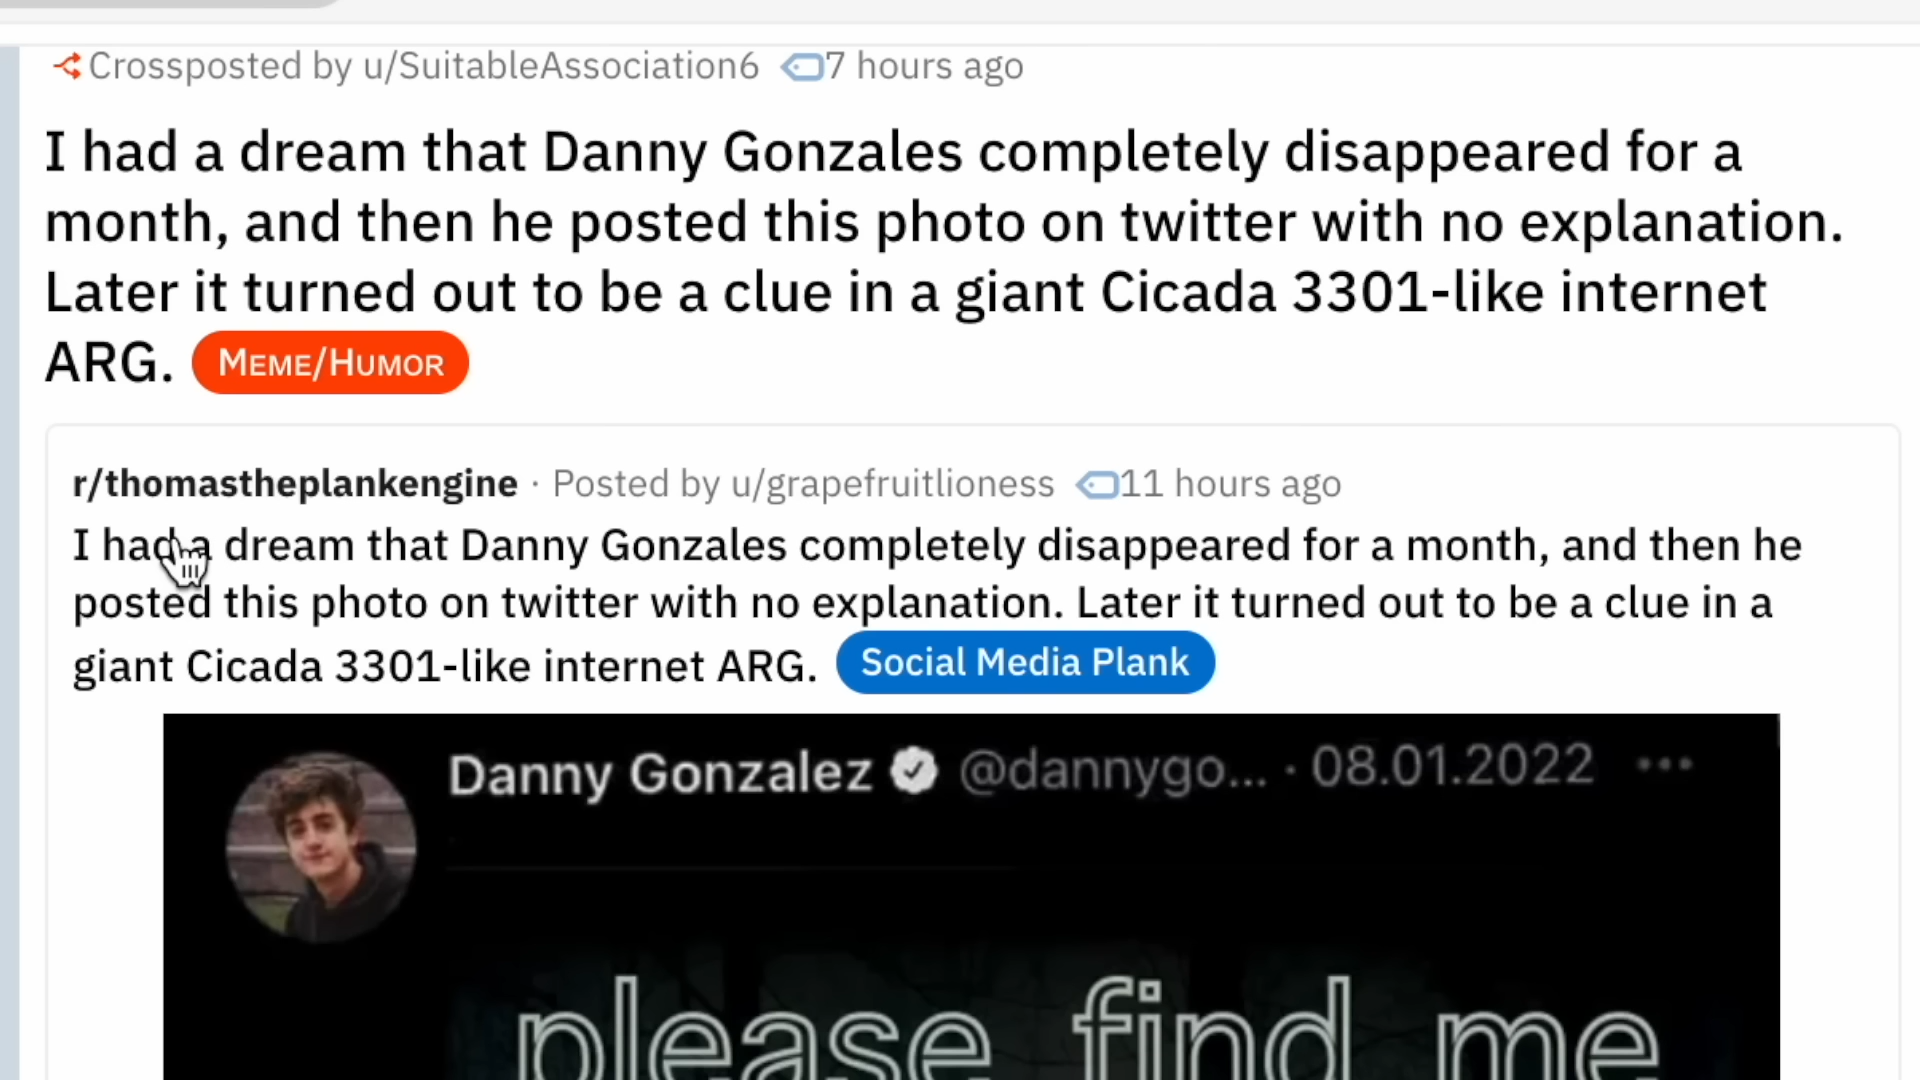 Crossposted by u/SuitableAssociation6 7 hours ago
I had a dream that Danny Gonzales completely disappeared for a
month, and then he posted this photo on twitter with no explanation.
Later it turned out to be a clue in a giant Cicada 3301-like internet
ARG. Meme/Humor
r/thomastheplankengine · Posted by u/grapefruitlioness 11 hours ago
I had a dream that Danny Gonzales completely disappeared for a month, and then he
posted this photo on twitter with no explanation. Later it turned out to be a clue in a
giant Cicada 3301-like internet ARG. Social Media Plank
Danny Gonzalez @dannygo... · 08.01.2022 ...
please find me